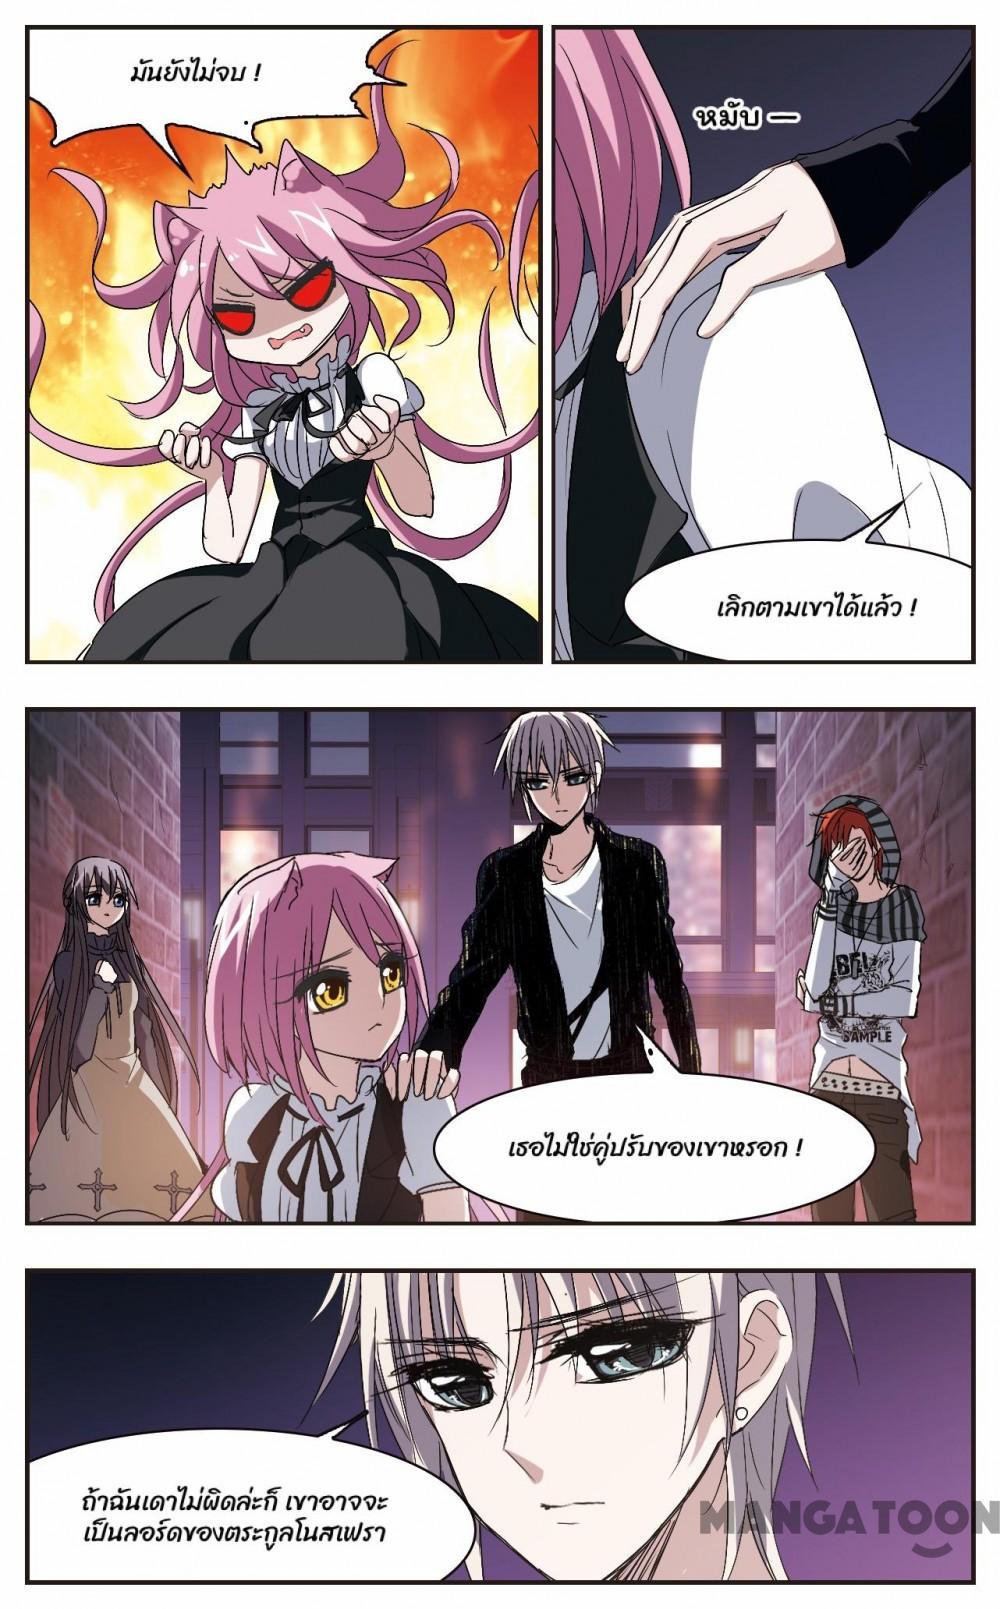 มันยังไม่จบ !
หมับ —
เลิกตามเขาได้แล้ว !
BFL
SAMPLE
เธอไม่ใช่คู่ปรับของเขาหรอก !
ถ้าฉันเดาไม่ผิดล่ะก็ เขาอาจจะ
เป็นลอร์ดของตระกูลโนสเฟรา
MANGATOON